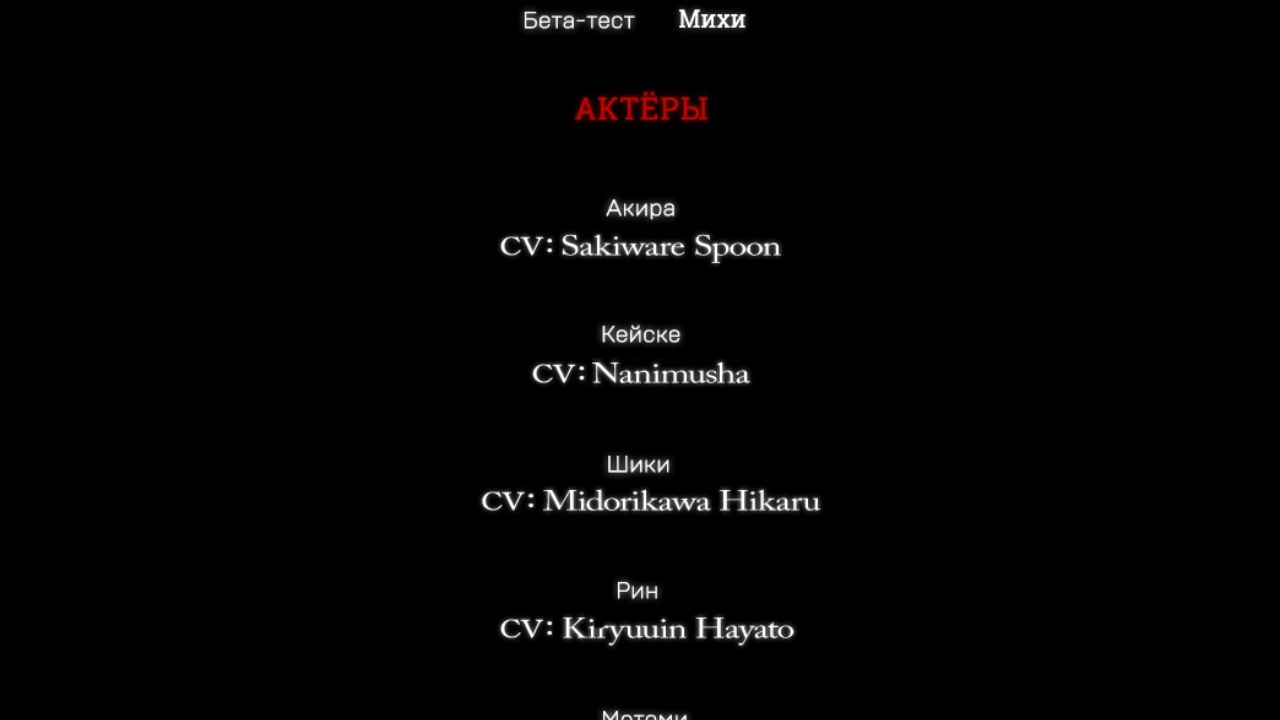 Бета-тест Михи
АКТЁРЫ
Акира
CV: Sakiware Spoon
Кейске
CV: Nanimusha
Шики
CV: Midorikawa Hikaru
Рин
CV: Kiryuuin Hayato
Мотоми